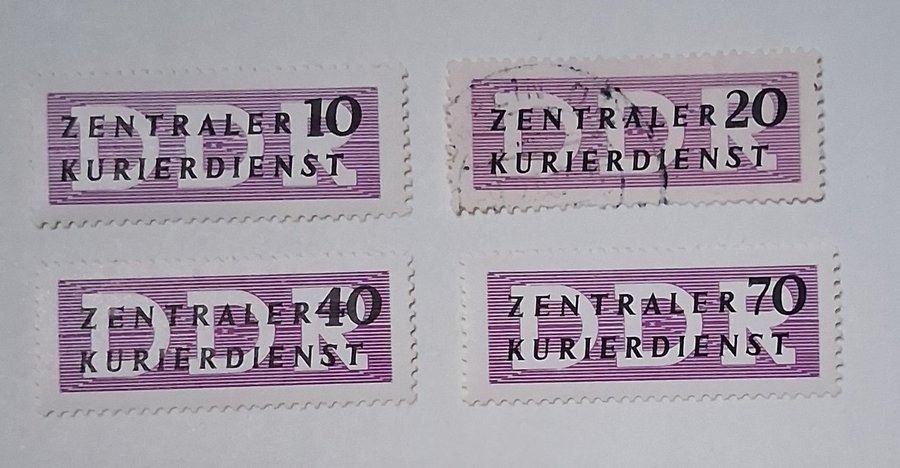 DDR
ZENTRALER 10
KURIERDIENST
DDR
ZENTRALER 20
KURIERDIENST
DDR
ZENTRALER 40
KURIERDIENST
DDR
ZENTRALER 70
KURIERDIENST